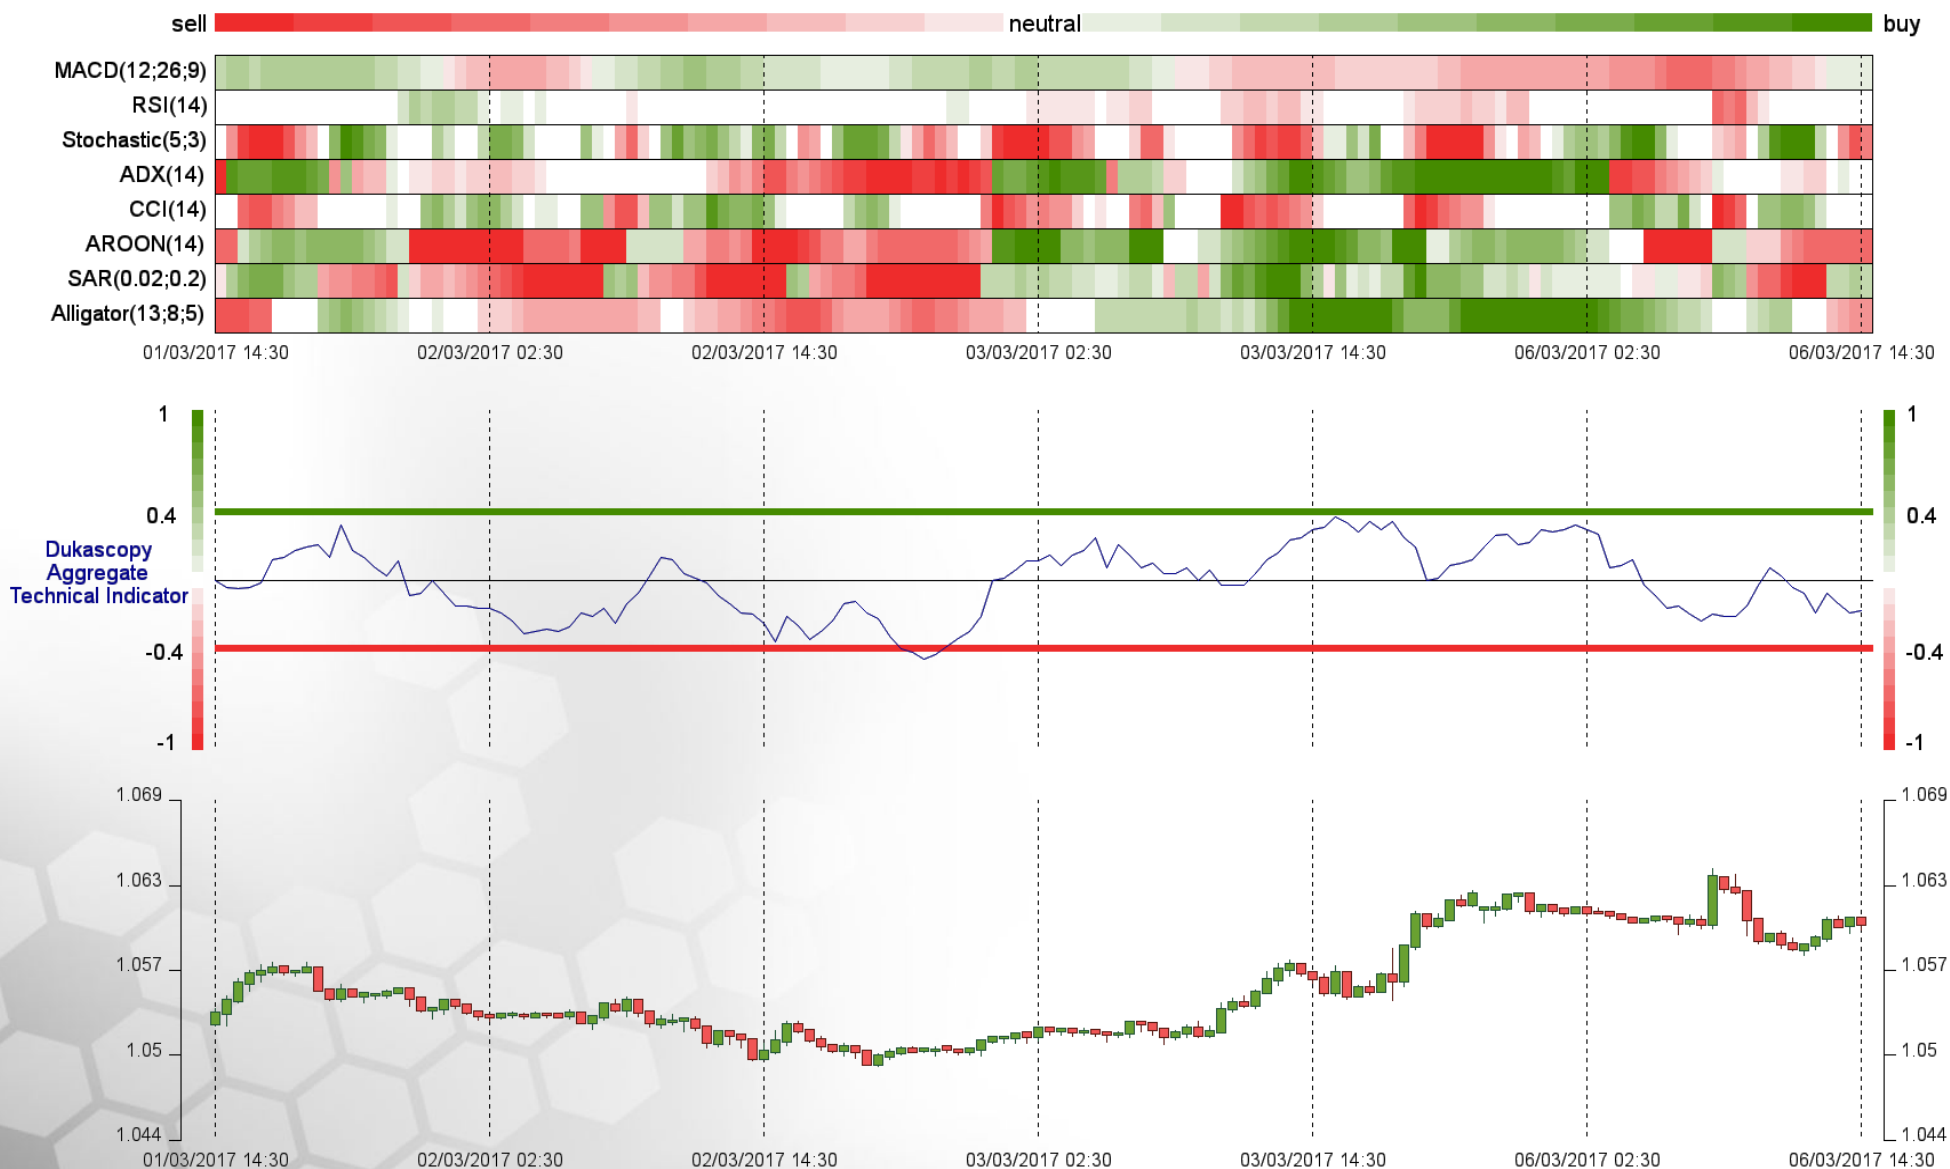 sell neutral buy
MACD(12;26;9)
RSI(14)
Stochastic(5;3)
ADX(14)
CCI(14)
AROON(14)
SAR(0.02;0.2)
Alligator(13;8;5)
01/03/2017 14:30 02/03/2017 02:30 02/03/2017 14:30 03/03/2017 02:30 03/03/2017 14:30 06/03/2017 02:30 06/03/2017 14:30
1 1
0.4 0.4
Dukascopy
Aggregate
Technical Indicator
-0.4 -0.4
-1 -1
1.069 1.069
1.063 1.063
1.057 1.057
1.05 1.05
1.044 1.044
01/03/2017 14:30 02/03/2017 02:30 02/03/2017 14:30 03/03/2017 02:30 03/03/2017 14:30 06/03/2017 02:30 06/03/2017 14:30